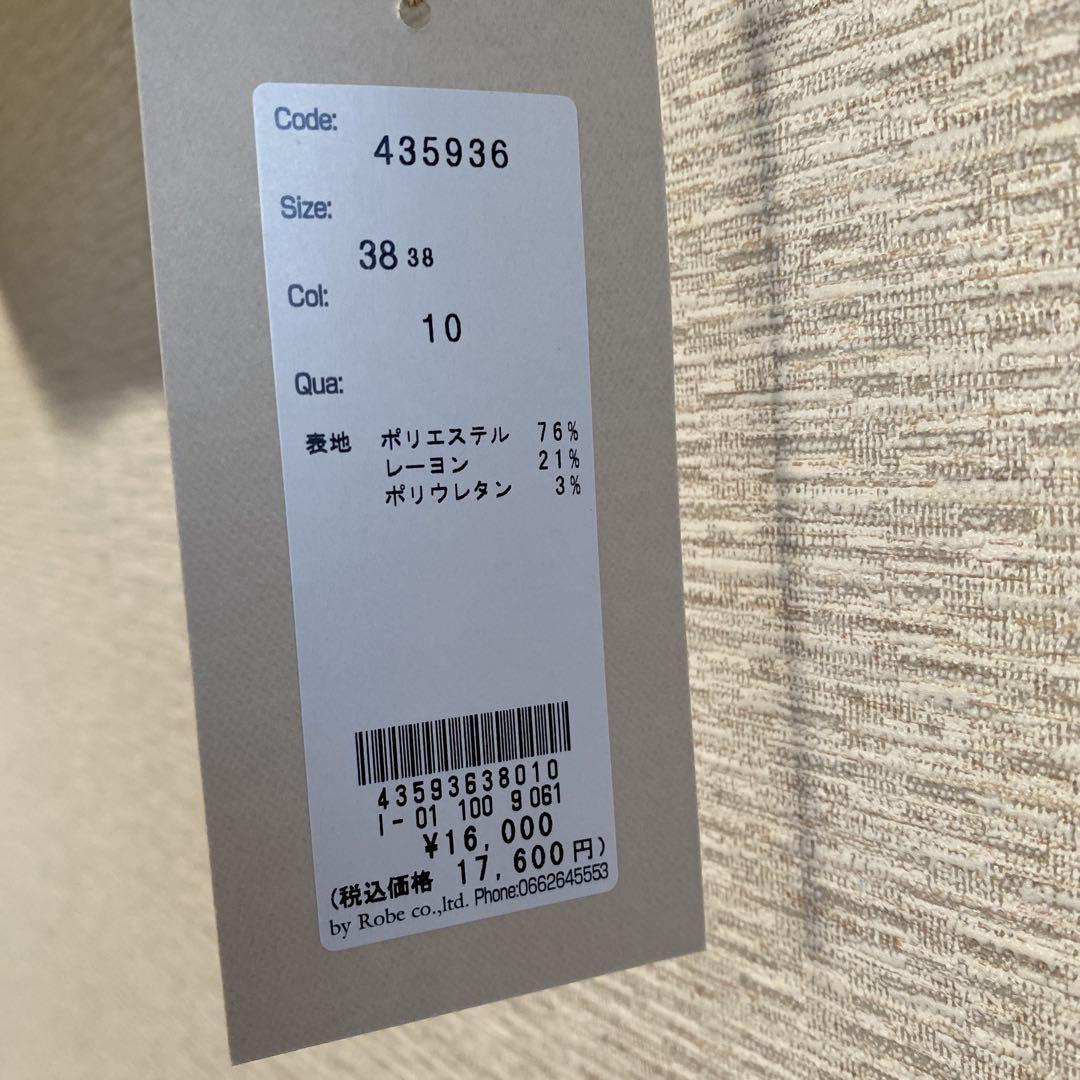 Code:
435936
Size:
38 38
Col:
10
Qua:
表地 ポリエステル 76%
レーヨン 21%
ポリウレタン 3%
43593638010
I-01 100 9061
¥16,000
(税込価格 17,600円)
by Robe co.,ltd. Phone:0662645553